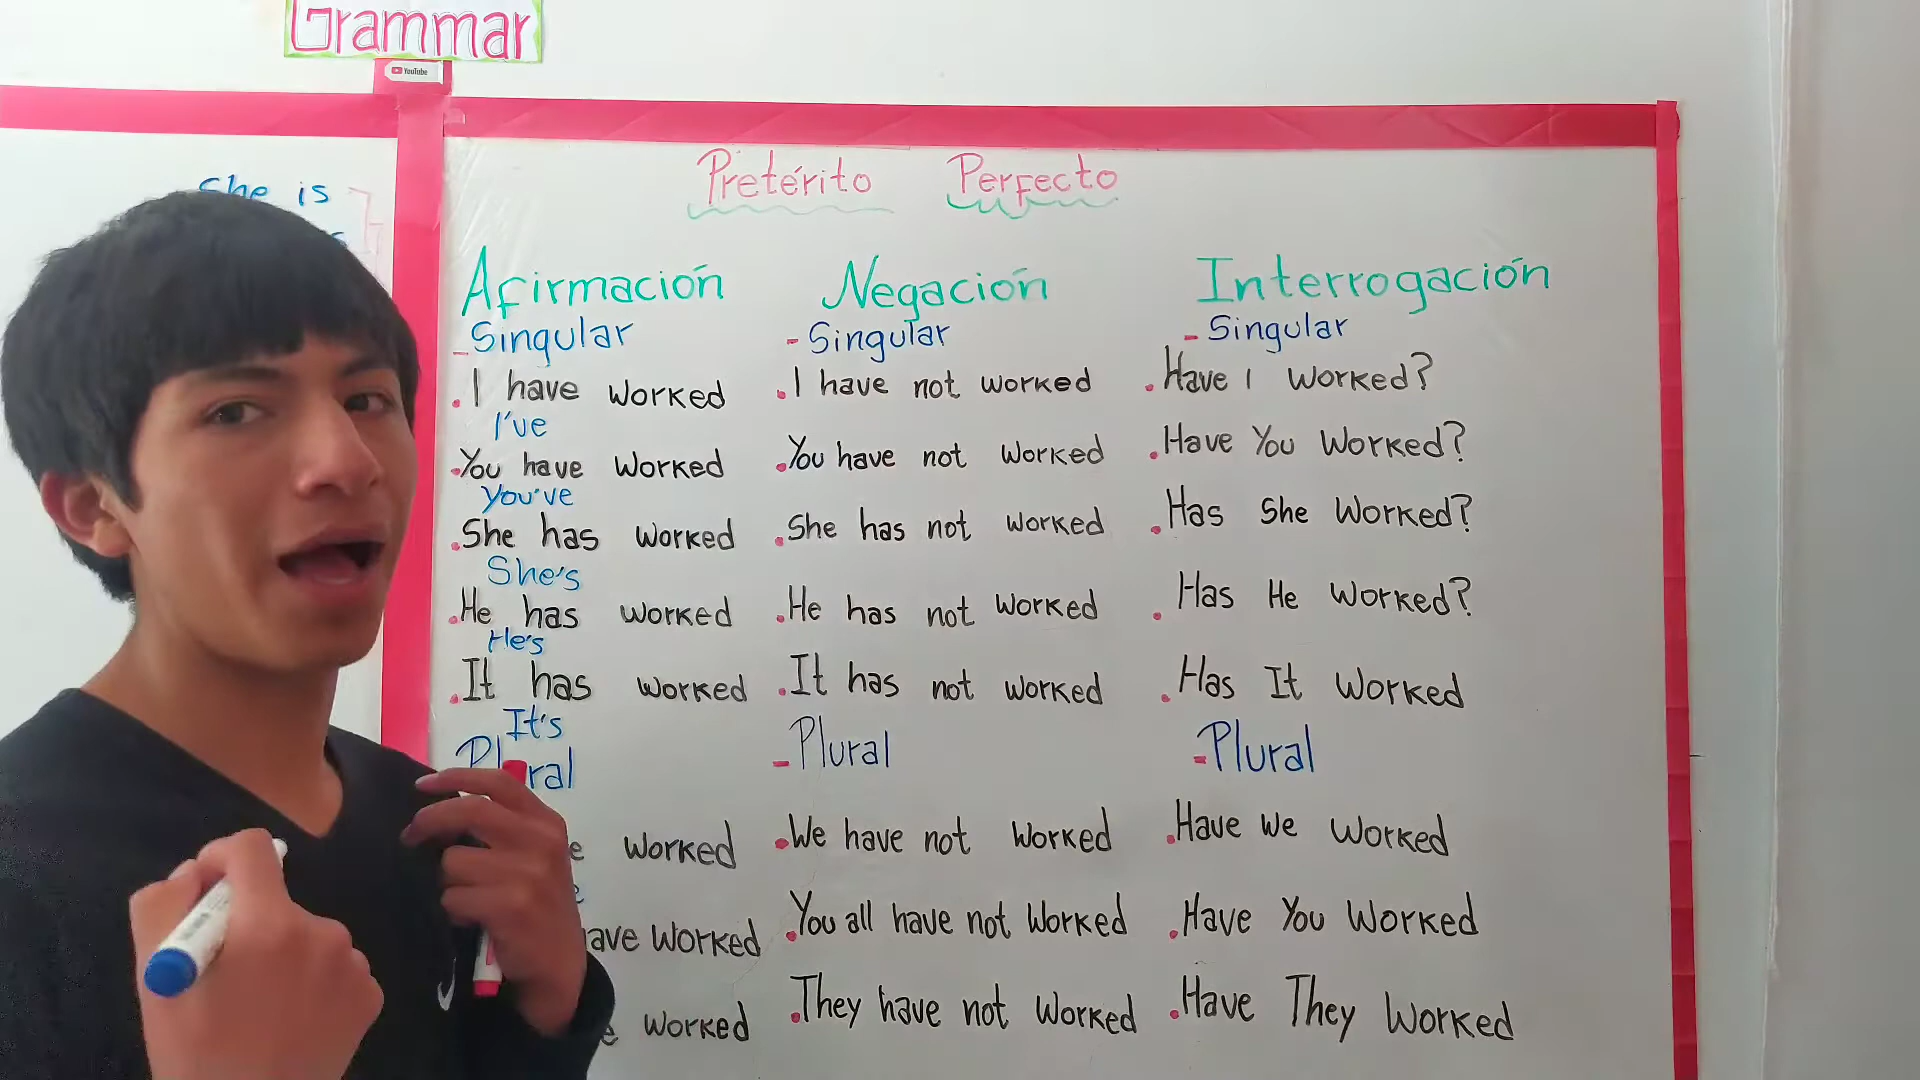 Grammar
YouTube
She is
Pretérito Perfecto
Afirmación
- Singular
. I have worked
I've
. You have worked
You've
. She has worked
She's
. He has worked
He's
. It has worked
It's
Plural
worked
have worked
worked
Negación
- Singular
. I have not worked
. You have not worked
. She has not worked
. He has not worked
. It has not worked
- Plural
. We have not worked
. You all have not worked
. They have not worked
Interrogación
- Singular
. Have I worked?
. Have You worked?
. Has She worked?
. Has He worked?
. Has It worked
- Plural
. Have we worked
. Have You worked
. Have They worked